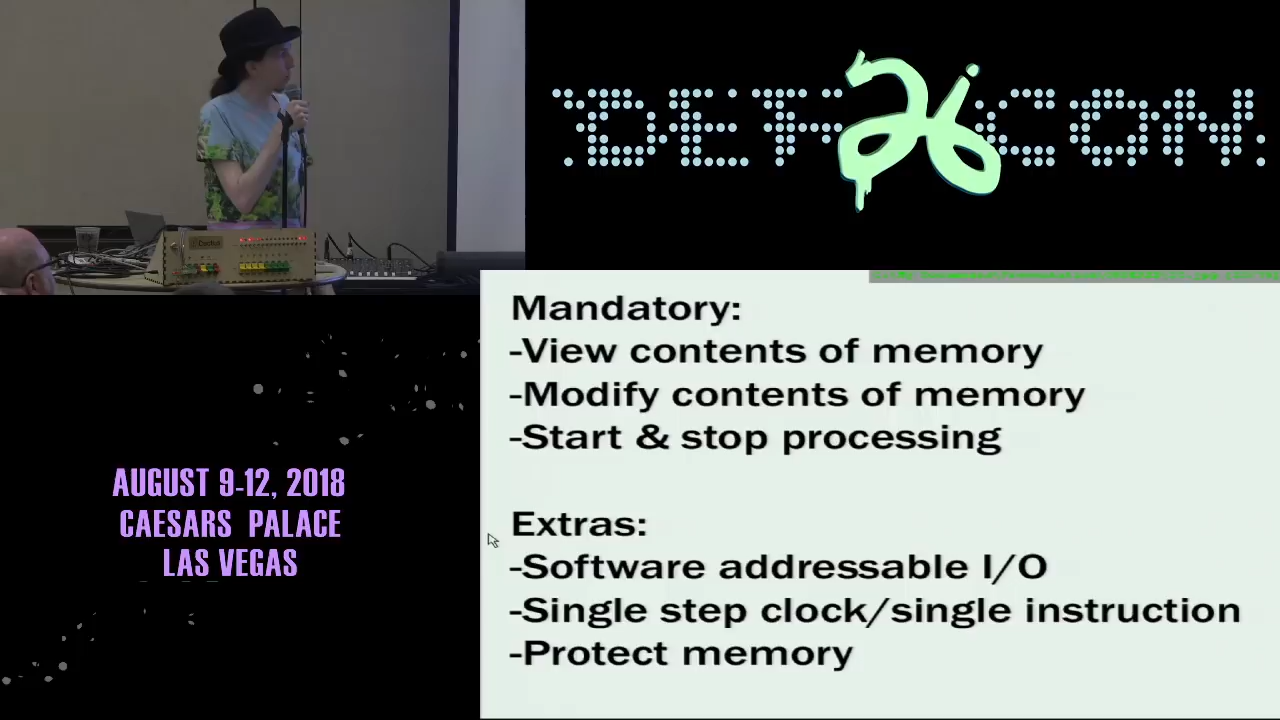 DEF 26 CON
AUGUST 9-12, 2018
CAESARS PALACE
LAS VEGAS
Mandatory:
-View contents of memory
-Modify contents of memory
-Start & stop processing
Extras:
-Software addressable I/O
-Single step clock/single instruction
-Protect memory